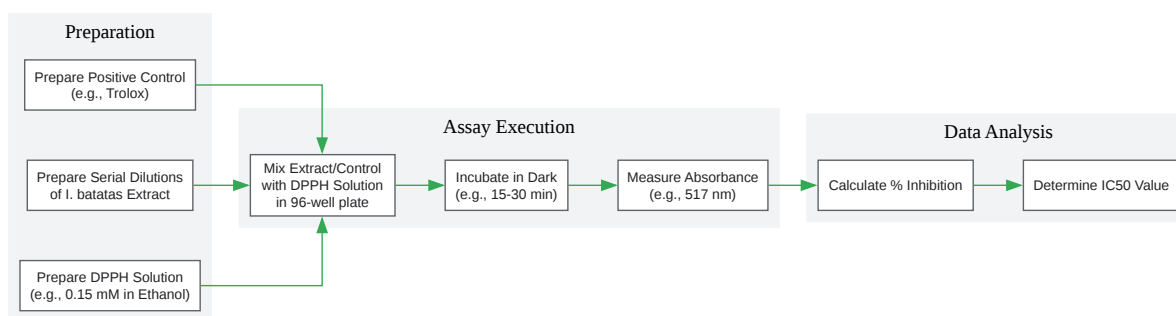 Preparation
Prepare Positive Control
(e.g., Trolox)
Prepare Serial Dilutions
of I. batatas Extract
Prepare DPPH Solution
(e.g., 0.15 mM in Ethanol)
Assay Execution
Mix Extract/Control
with DPPH Solution
in 96-well plate
Incubate in Dark
(e.g., 15-30 min)
Measure Absorbance
(e.g., 517 nm)
Data Analysis
Calculate % Inhibition
Determine IC50 Value